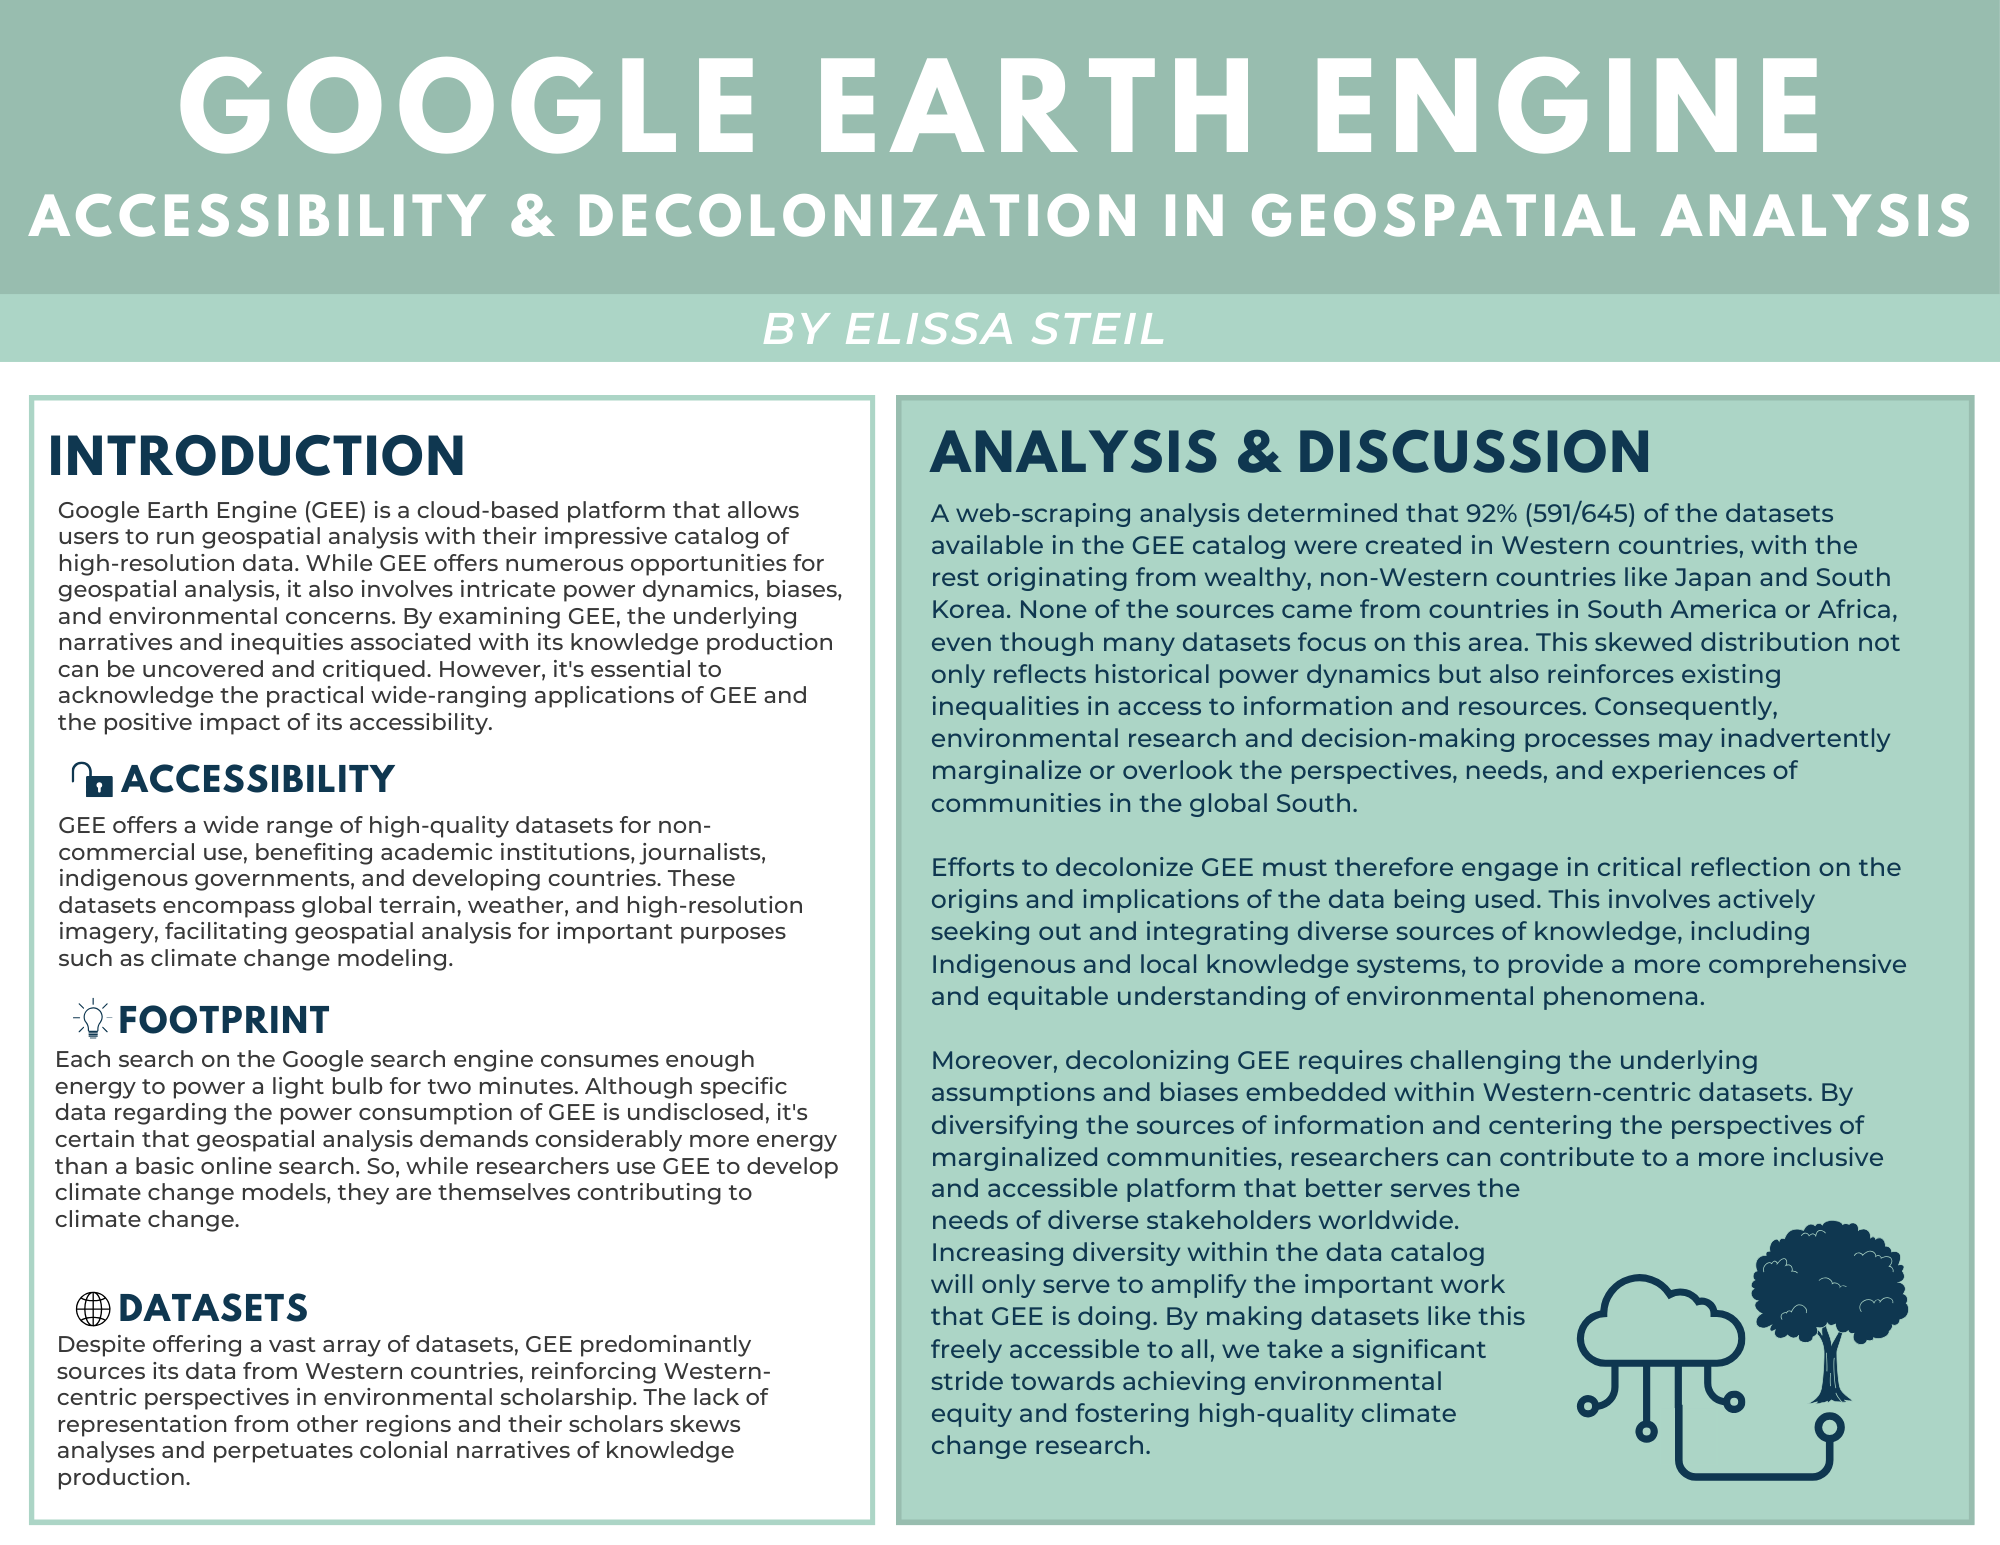 GOOGLE EARTH ENGINE
ACCESSIBILITY & DECOLONIZATION IN GEOSPATIAL ANALYSIS
BY ELISSA STEIL
INTRODUCTION
Google Earth Engine (GEE) is a cloud-based platform that allows
users to run geospatial analysis with their impressive catalog of
high-resolution data. While GEE offers numerous opportunities for
geospatial analysis, it also involves intricate power dynamics, biases,
and environmental concerns. By examining GEE, the underlying
narratives and inequities associated with its knowledge production
can be uncovered and critiqued. However, it's essential to
acknowledge the practical wide-ranging applications of GEE and
the positive impact of its accessibility.
ACCESSIBILITY
GEE offers a wide range of high-quality datasets for non-
commercial use, benefiting academic institutions, journalists,
indigenous governments, and developing countries. These
datasets encompass global terrain, weather, and high-resolution
imagery, facilitating geospatial analysis for important purposes
such as climate change modeling.
FOOTPRINT
Each search on the Google search engine consumes enough
energy to power a light bulb for two minutes. Although specific
data regarding the power consumption of GEE is undisclosed, it's
certain that geospatial analysis demands considerably more energy
than a basic online search. So, while researchers use GEE to develop
climate change models, they are themselves contributing to
climate change.
DATASETS
Despite offering a vast array of datasets, GEE predominantly
sources its data from Western countries, reinforcing Western-
centric perspectives in environmental scholarship. The lack of
representation from other regions and their scholars skews
analyses and perpetuates colonial narratives of knowledge
production.
ANALYSIS & DISCUSSION
A web-scraping analysis determined that 92% (591/645) of the datasets
available in the GEE catalog were created in Western countries, with the
rest originating from wealthy, non-Western countries like Japan and South
Korea. None of the sources came from countries in South America or Africa,
even though many datasets focus on this area. This skewed distribution not
only reflects historical power dynamics but also reinforces existing
inequalities in access to information and resources. Consequently,
environmental research and decision-making processes may inadvertently
marginalize or overlook the perspectives, needs, and experiences of
communities in the global South.
Efforts to decolonize GEE must therefore engage in critical reflection on the
origins and implications of the data being used. This involves actively
seeking out and integrating diverse sources of knowledge, including
Indigenous and local knowledge systems, to provide a more comprehensive
and equitable understanding of environmental phenomena.
Moreover, decolonizing GEE requires challenging the underlying
assumptions and biases embedded within Western-centric datasets. By
diversifying the sources of information and centering the perspectives of
marginalized communities, researchers can contribute to a more inclusive
and accessible platform that better serves the
needs of diverse stakeholders worldwide.
Increasing diversity within the data catalog
will only serve to amplify the important work
that GEE is doing. By making datasets like this
freely accessible to all, we take a significant
stride towards achieving environmental
equity and fostering high-quality climate
change research.